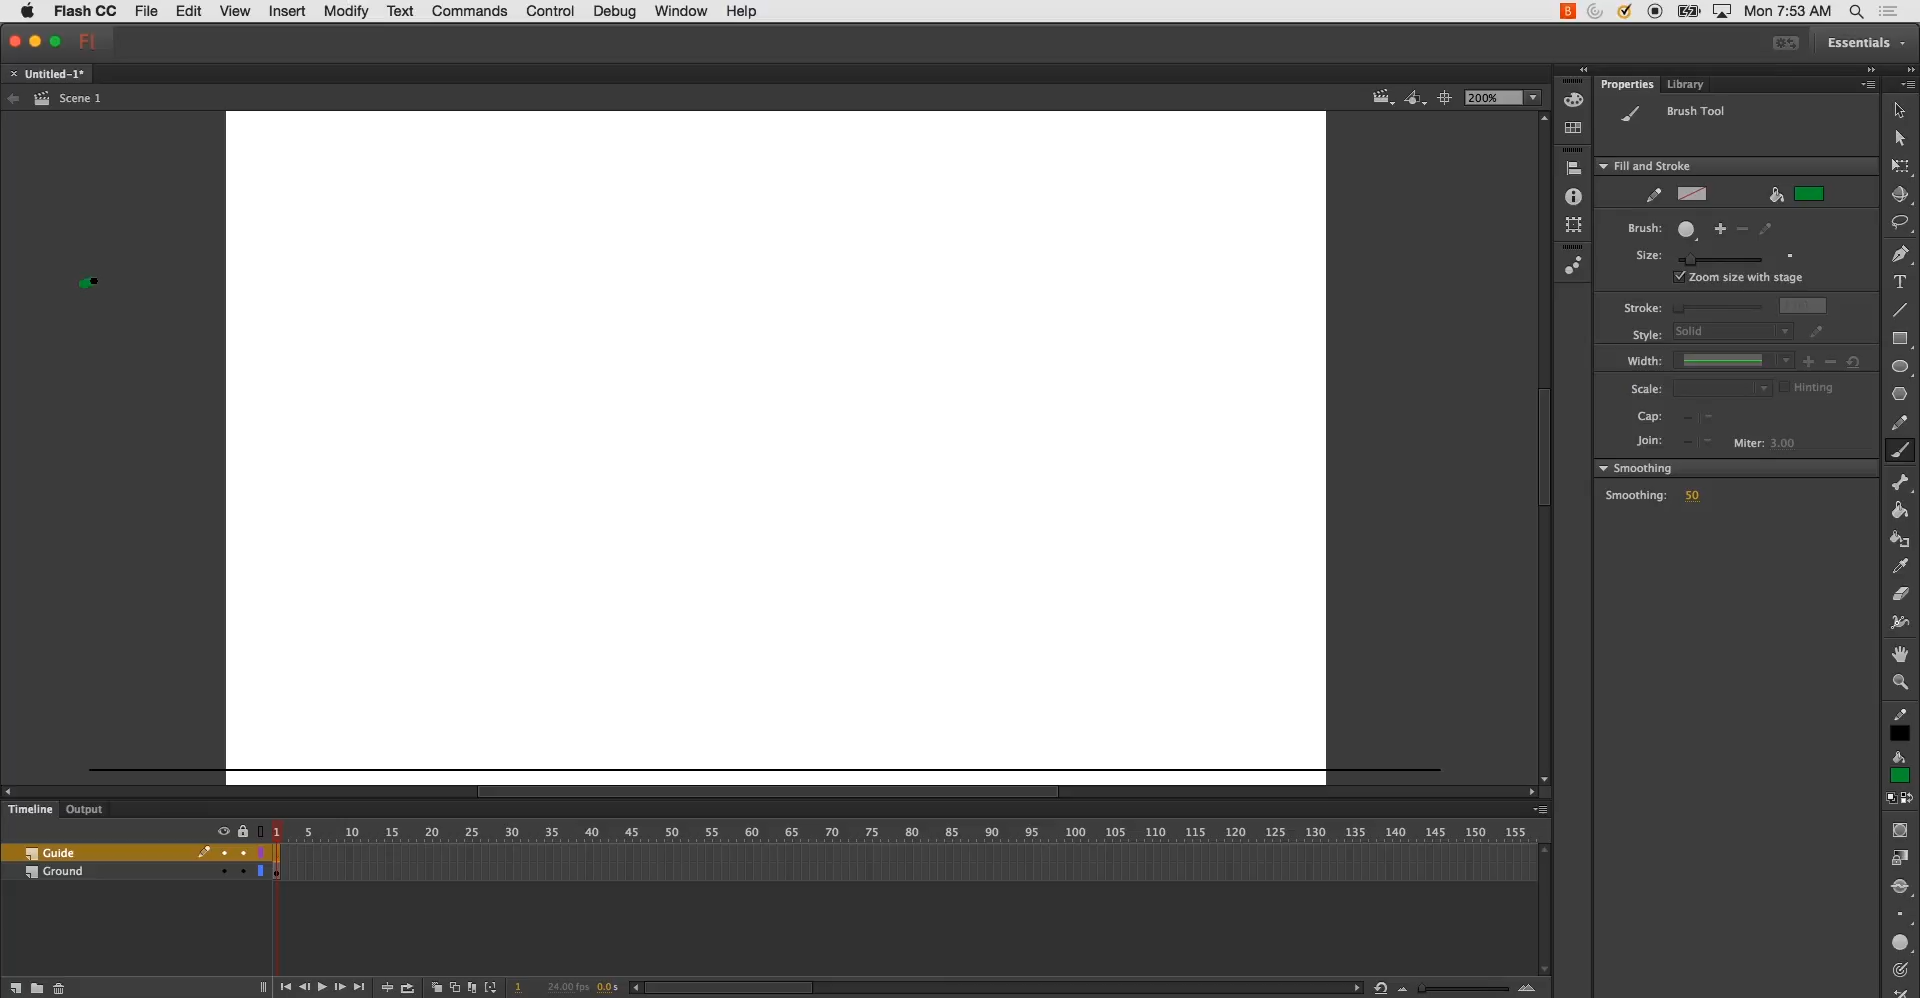 Flash CC File Edit View Insert Modify Text Commands Control Debug Window Help B Mon 7:53 AM
Fl Essentials
× Untitled-1*
Scene 1 200%
Properties Library
Brush Tool
Fill and Stroke
Brush:
Size:
Zoom size with stage
Stroke:
Style: Solid
Width:
Scale: Hinting
Cap:
Join: Miter: 3.00
Smoothing
Smoothing: 50
T
Timeline Output
1 5 10 15 20 25 30 35 40 45 50 55 60 65 70 75 80 85 90 95 100 105 110 115 120 125 130 135 140 145 150 155
Guide
Ground
1 24.00 fps 0.0 s